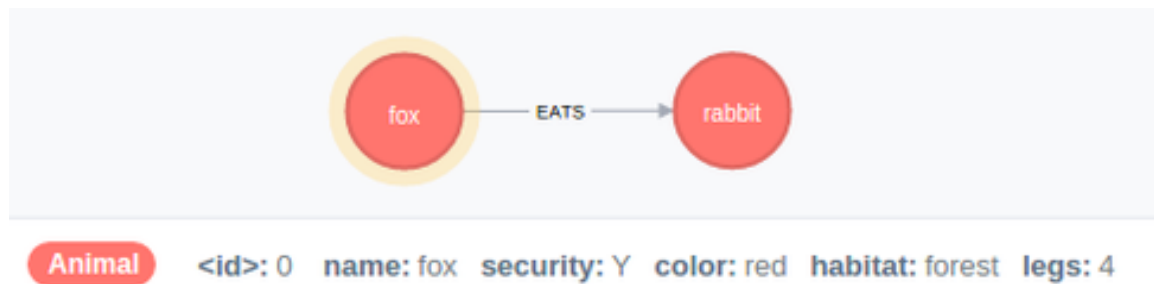 fox EATS rabbit
Animal <id>: 0 name: fox security: Y color: red habitat: forest legs: 4